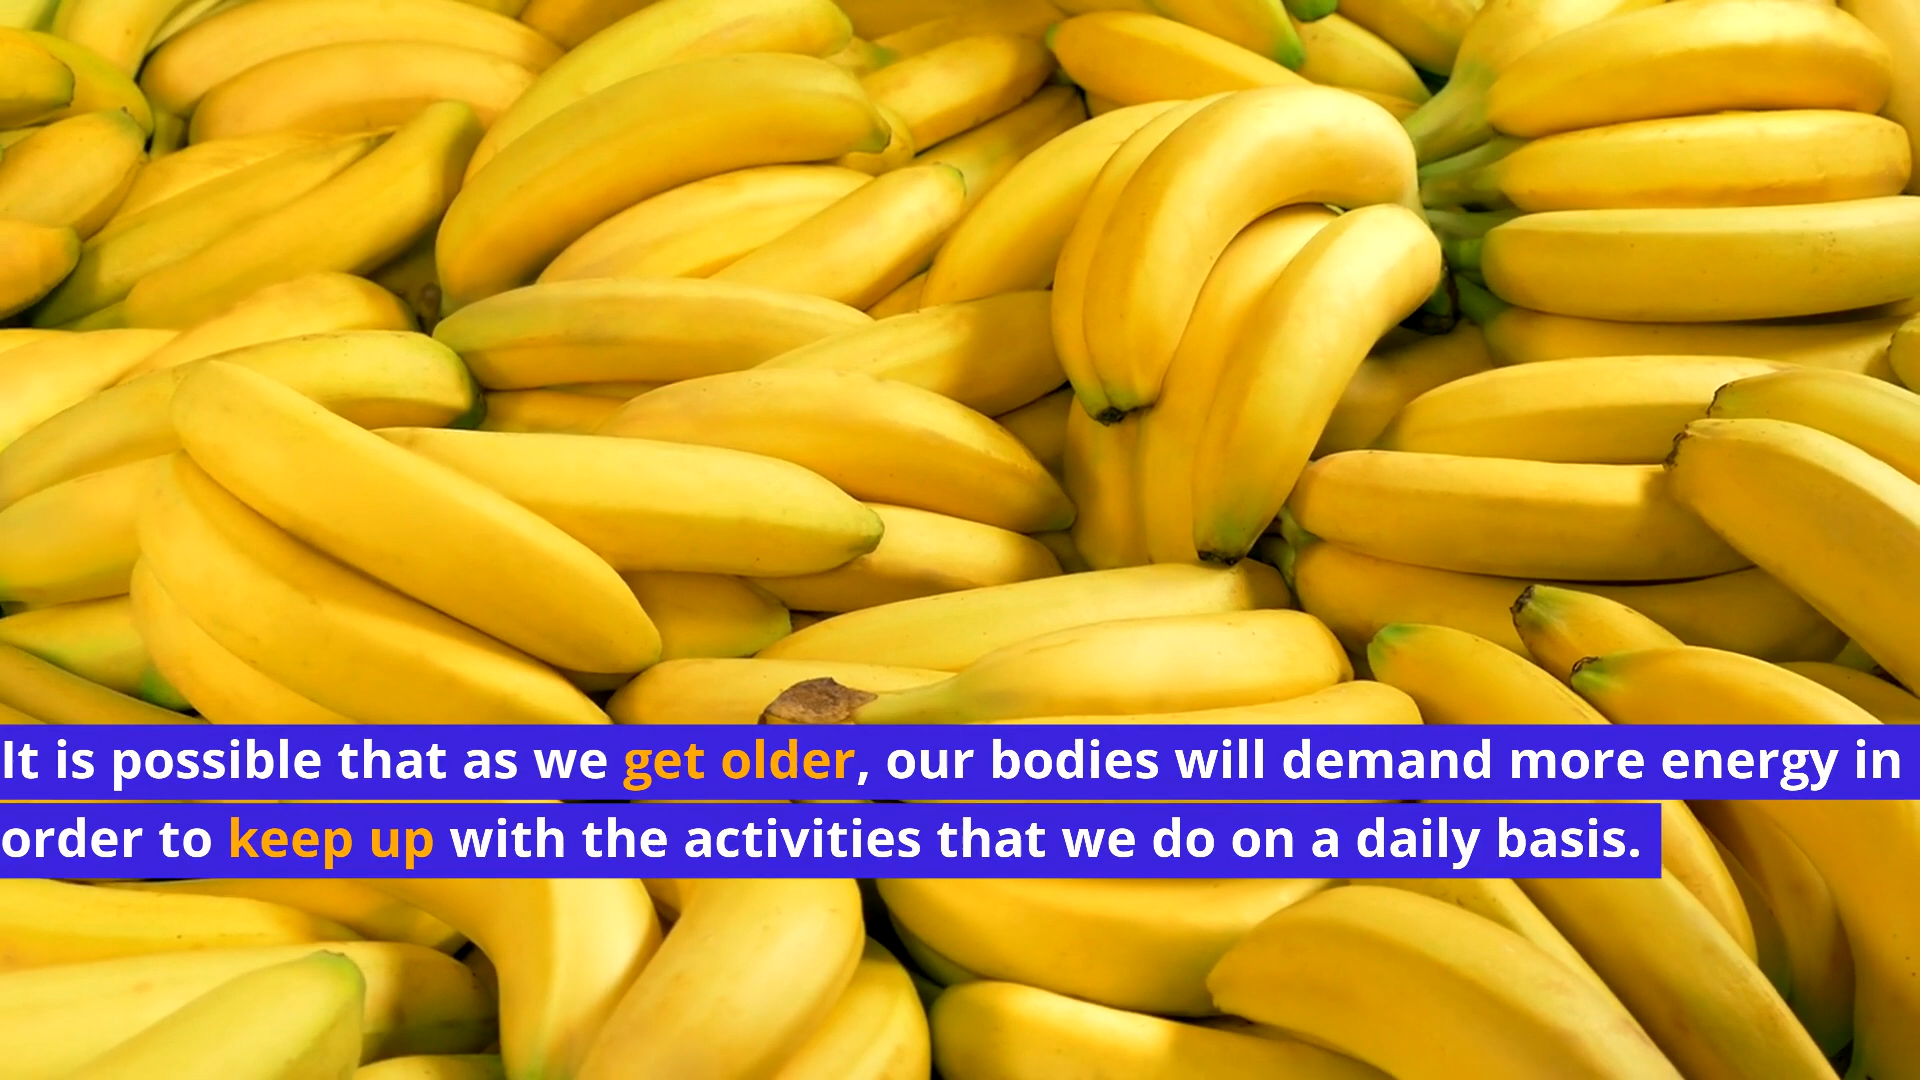 It is possible that as we get older, our bodies will demand more energy in
order to keep up with the activities that we do on a daily basis.